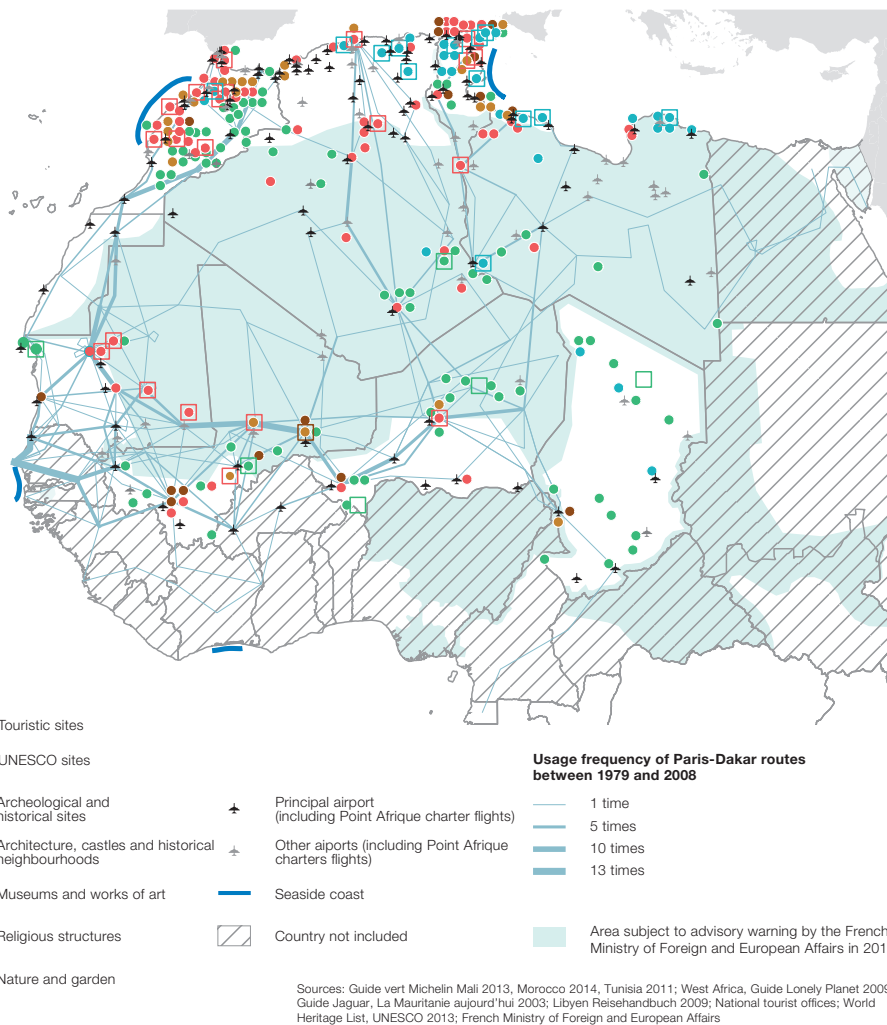 Touristic sites
UNESCO sites
Archeological and
historical sites
Architecture, castles and historical
neighbourhoods
Museums and works of art
Religious structures
Nature and garden
Principal airport
(including Point Afrique charter flights)
Other aiports (including Point Afrique
charters flights)
Seaside coast
Country not included
Usage frequency of Paris-Dakar routes
between 1979 and 2008
1 time
5 times
10 times
13 times
Area subject to advisory warning by the French
Ministry of Foreign and European Affairs in 201
Sources: Guide vert Michelin Mali 2013, Morocco 2014, Tunisia 2011; West Africa, Guide Lonely Planet 2009
Guide Jaguar, La Mauritanie aujourd'hui 2003; Libyen Reisehandbuch 2009; National tourist offices; World
Heritage List, UNESCO 2013; French Ministry of Foreign and European Affairs